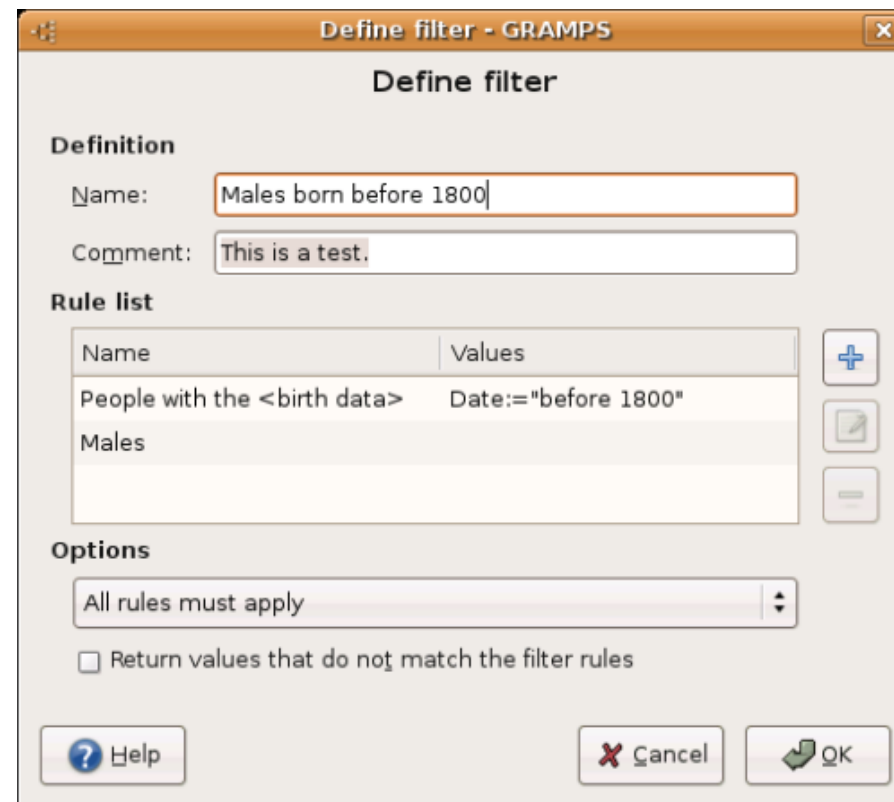 Define filter - GRAMPS
Define filter
Definition
Name: Males born before 1800
Comment: This is a test.
Rule list
Name Values
People with the <birth data> Date:="before 1800"
Males
Options
All rules must apply
Return values that do not match the filter rules
Help Cancel OK